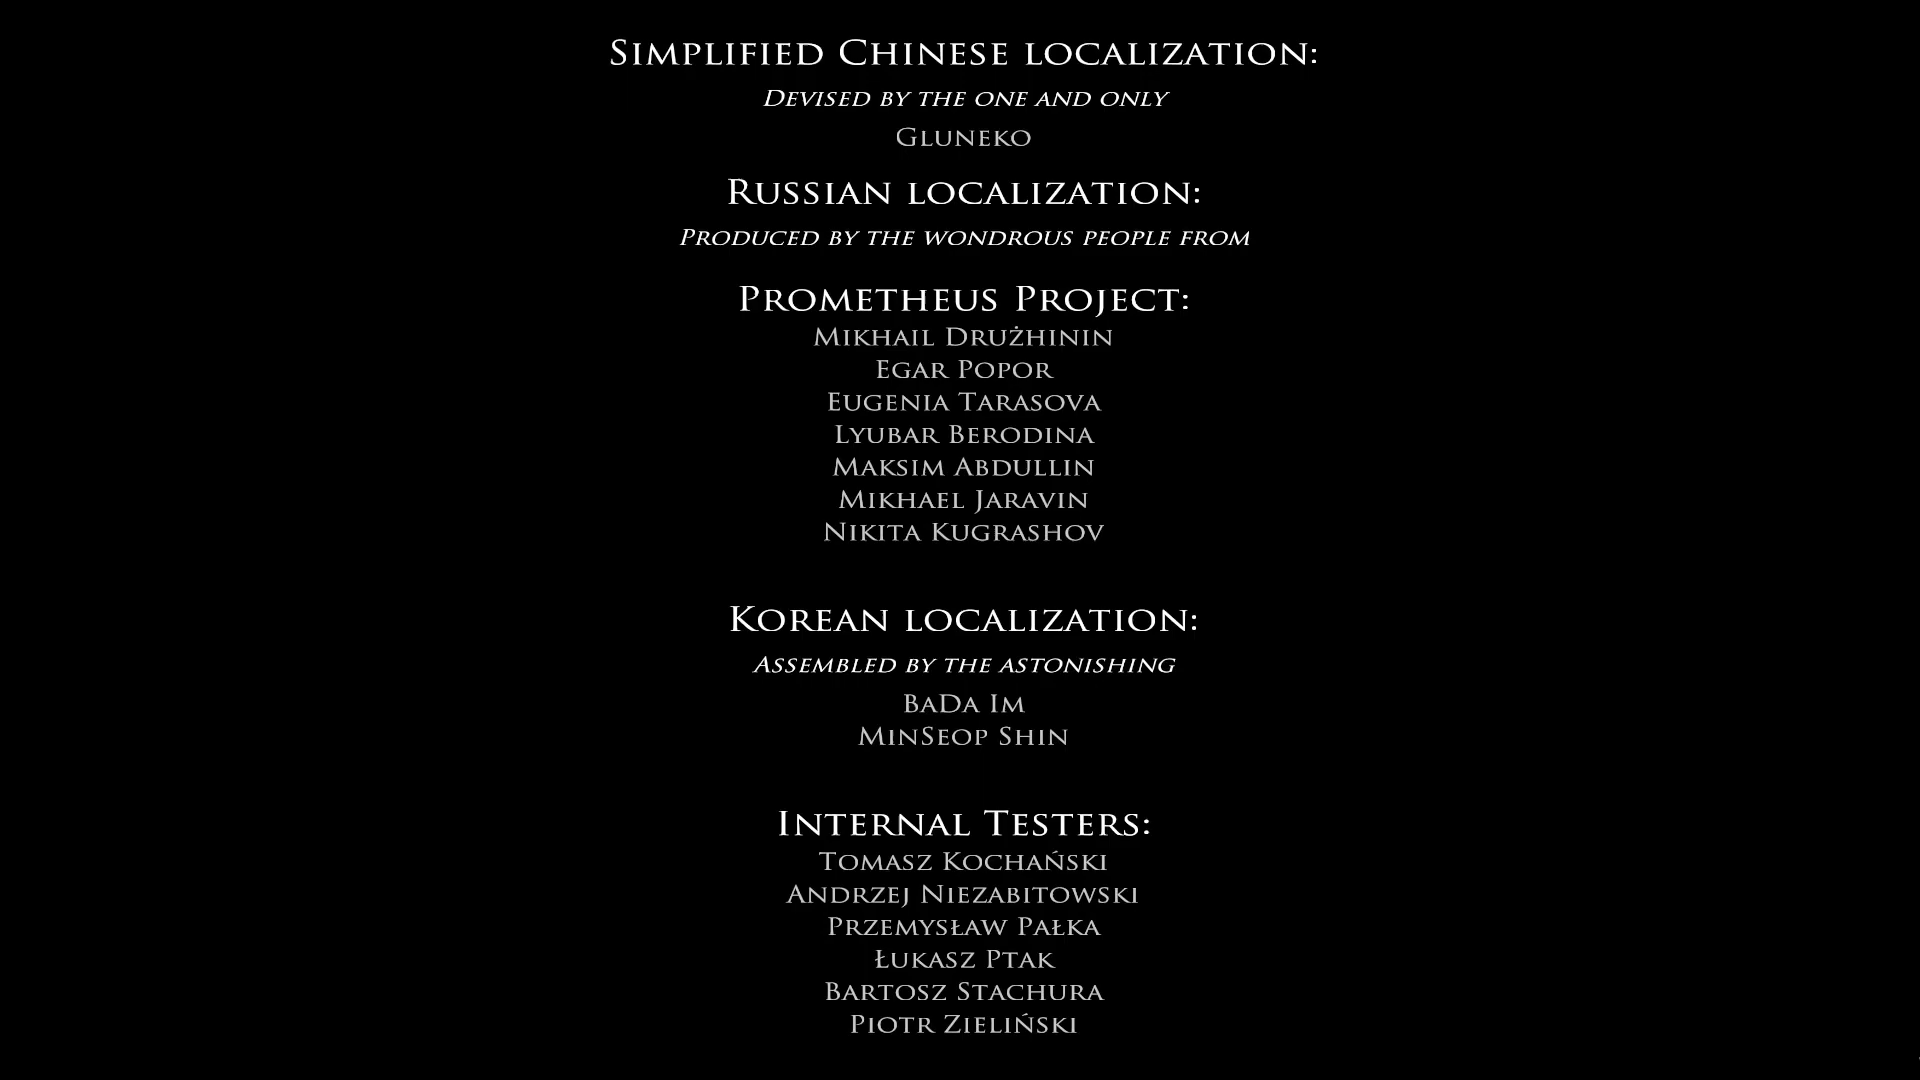 Simplified Chinese localization:
Devised by the one and only
Gluneko
Russian localization:
Produced by the wondrous people from
Prometheus Project:
Mikhail Drużhinin
Egar Popor
Eugenia Tarasova
Lyubar Berodina
Maksim Abdullin
Mikhael Jaravin
Nikita Kugrashov
Korean localization:
Assembled by the astonishing
BaDa Im
MinSeop Shin
Internal Testers:
Tomasz Kochański
Andrzej Niezabitowski
Przemysław Pałka
Łukasz Ptak
Bartosz Stachura
Piotr Zieliński